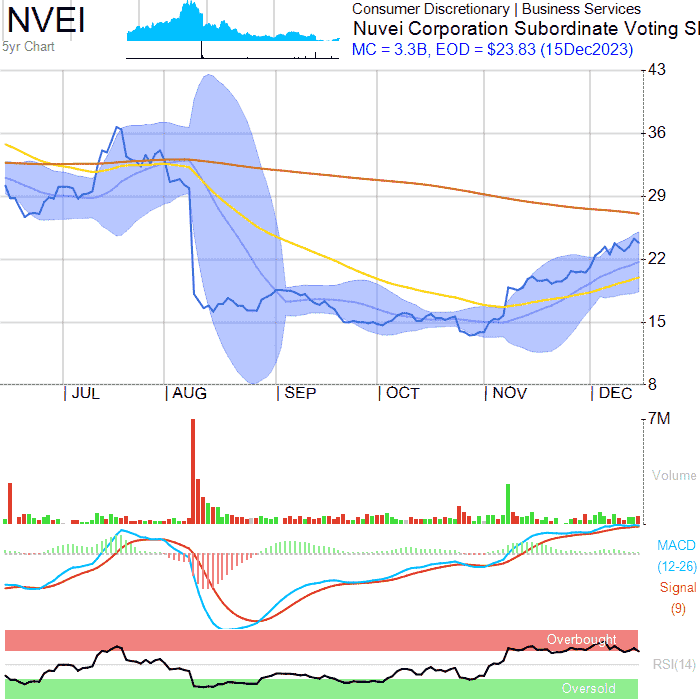 NVEI
5yr Chart
Consumer Discretionary | Business Services
Nuvei Corporation Subordinate Voting S
MC = 3.3B, EOD = $23.83 (15Dec2023)
43
36
29
22
15
8
JUL AUG SEP OCT NOV DEC
7M
Volume
MACD
(12-26)
Signal
(9)
Overbought
RSI(14)
Oversold